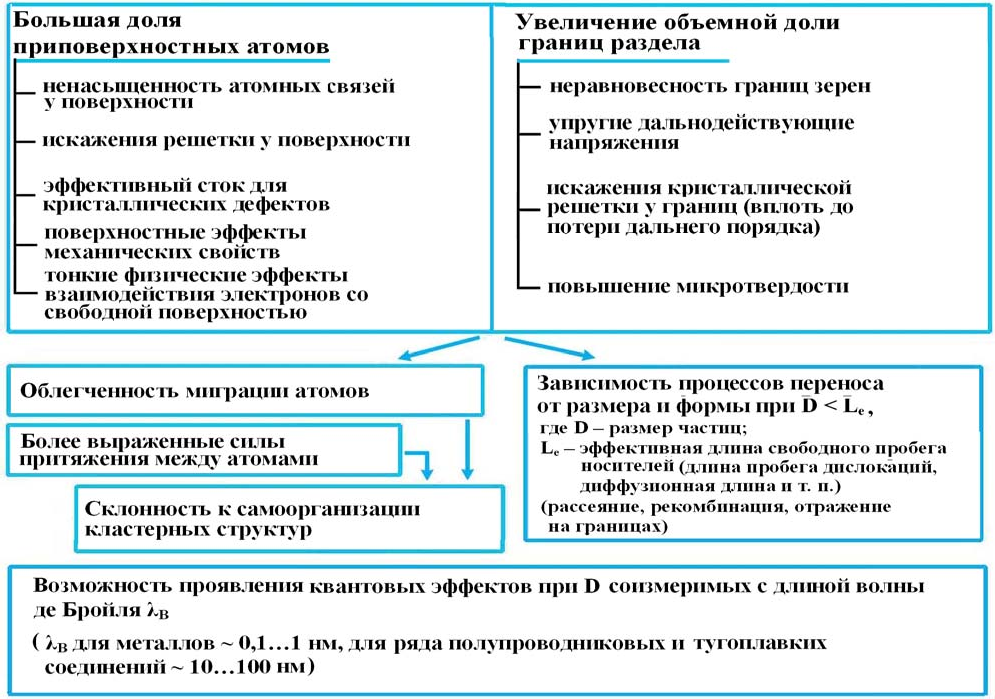 Большая доля
приповерхностных атомов
ненасыщенность атомных связей
у поверхности
искажения решетки у поверхности
эффективный сток для
кристаллических дефектов
поверхностные эффекты
механических свойств
тонкие физические эффекты
взаимодействия электронов со
свободной поверхностью
Увеличение объемной доли
границ раздела
неравновесность границ зерен
упругие дальнодействующие
напряжения
искажения кристаллической
решетки у границ (вплоть до
потери дальнего порядка)
повышение микротвердости
Облегченность миграции атомов
Более выраженные силы
притяжения между атомами
Склонность к самоорганизации
кластерных структур
Зависимость процессов переноса
от размера и формы при D̄ < L̄e,
где D – размер частиц;
Le – эффективная длина свободного пробега
носителей (длина пробега дислокаций,
диффузионная длина и т. п.)
(рассеяние, рекомбинация, отражение
на границах)
Возможность проявления квантовых эффектов при D соизмеримых с длиной волны
де Бройля λB
( λB для металлов ~ 0,1…1 нм, для ряда полупроводниковых и тугоплавких
соединений ~ 10…100 нм)